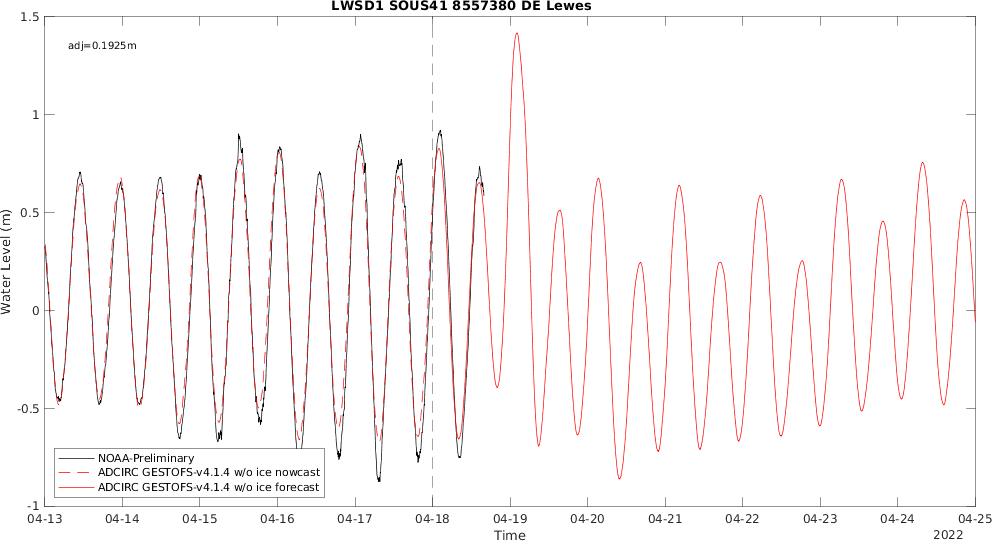 LWSD1 SOUS41 8557380 DE Lewes
adj=0.1925m
1.5
1
0.5
0
-0.5
-1
Water Level (m)
NOAA-Preliminary
ADCIRC GESTOFS-v4.1.4 w/o ice nowcast
ADCIRC GESTOFS-v4.1.4 w/o ice forecast
04-13 04-14 04-15 04-16 04-17 04-18 04-19 04-20 04-21 04-22 04-23 04-24 04-25
Time
2022